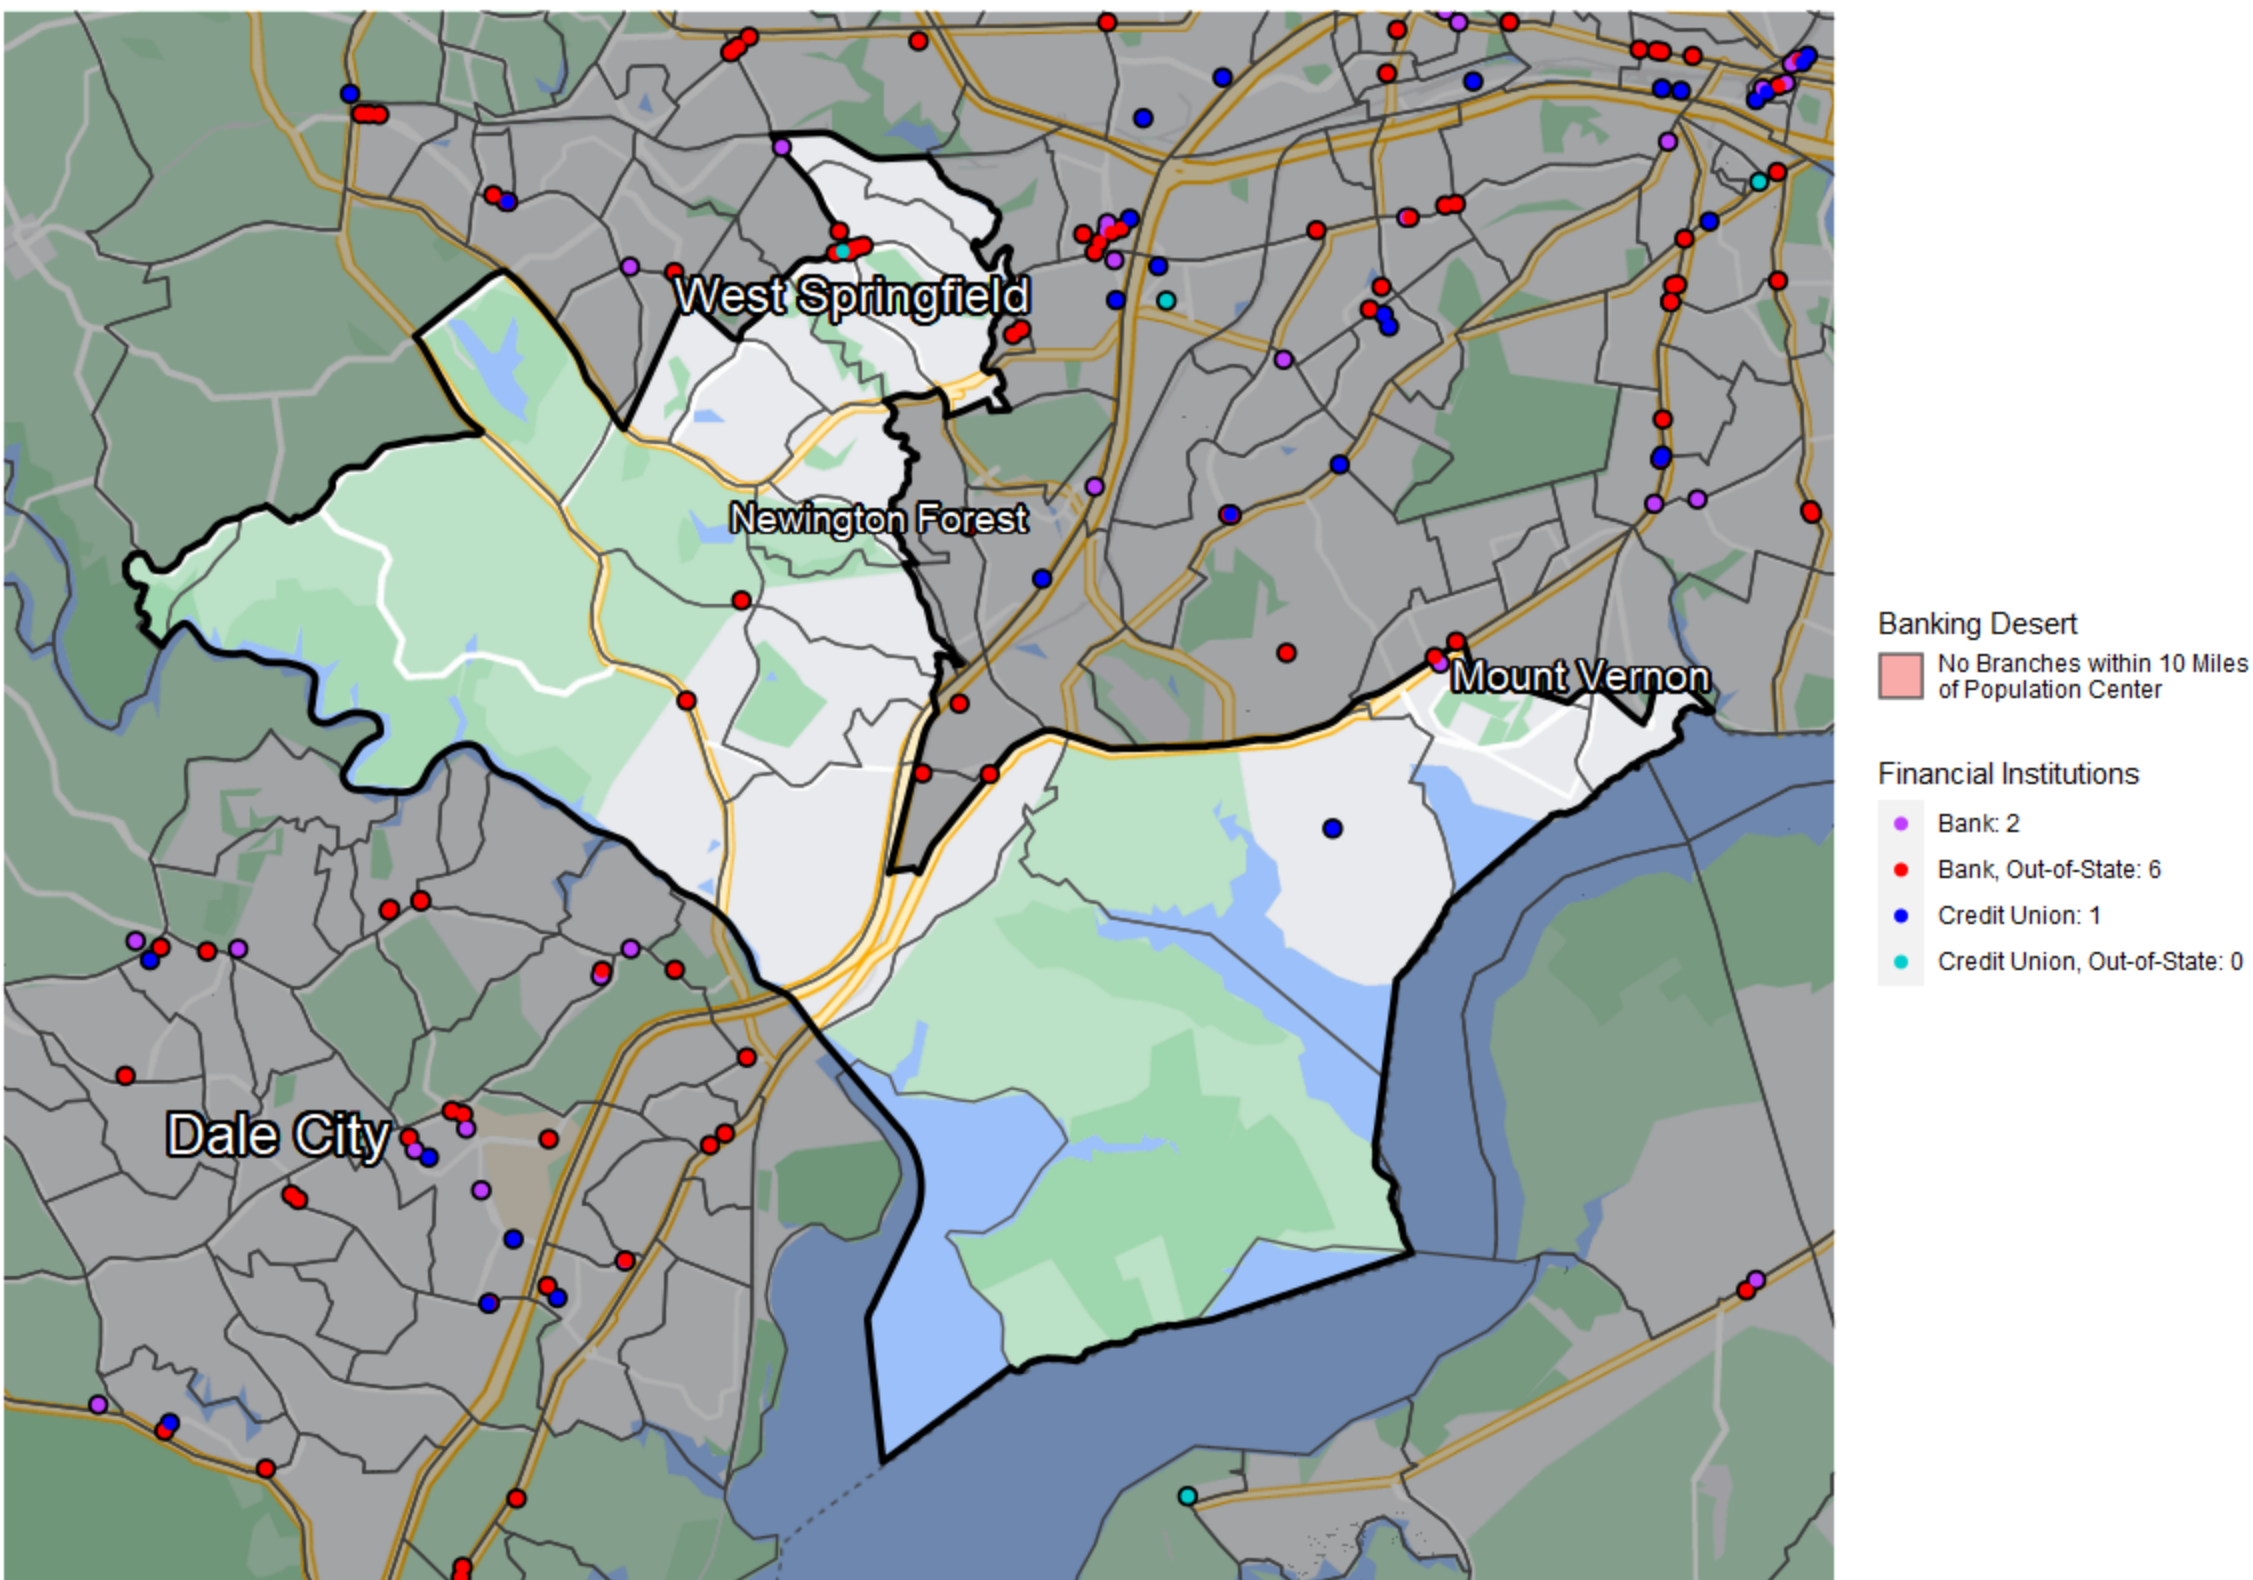 West Springfield
Newington Forest
Mount Vernon
Dale City
Banking Desert
No Branches within 10 Miles
of Population Center
Financial Institutions
Bank: 2
Bank, Out-of-State: 6
Credit Union: 1
Credit Union, Out-of-State: 0